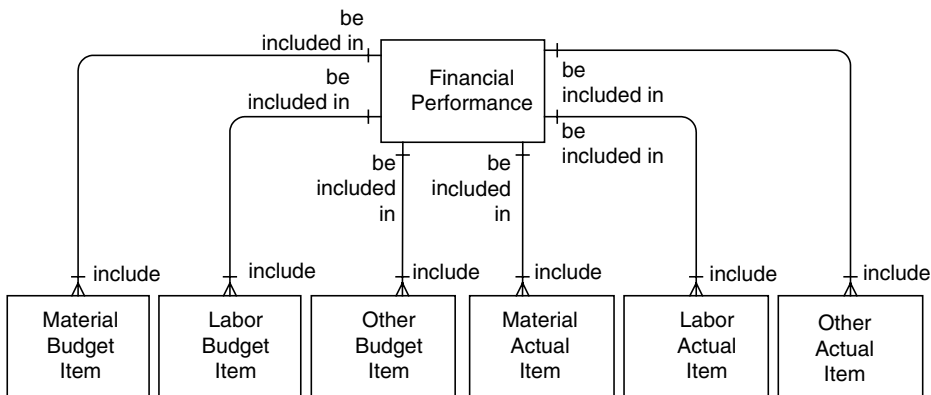 be
included in
be
included in
Financial
Performance
be
included in
be
included in
be
included
in
be
included
in
include
include
include
include
include
include
Material
Budget
Item
Labor
Budget
Item
Other
Budget
Item
Material
Actual
Item
Labor
Actual
Item
Other
Actual
Item